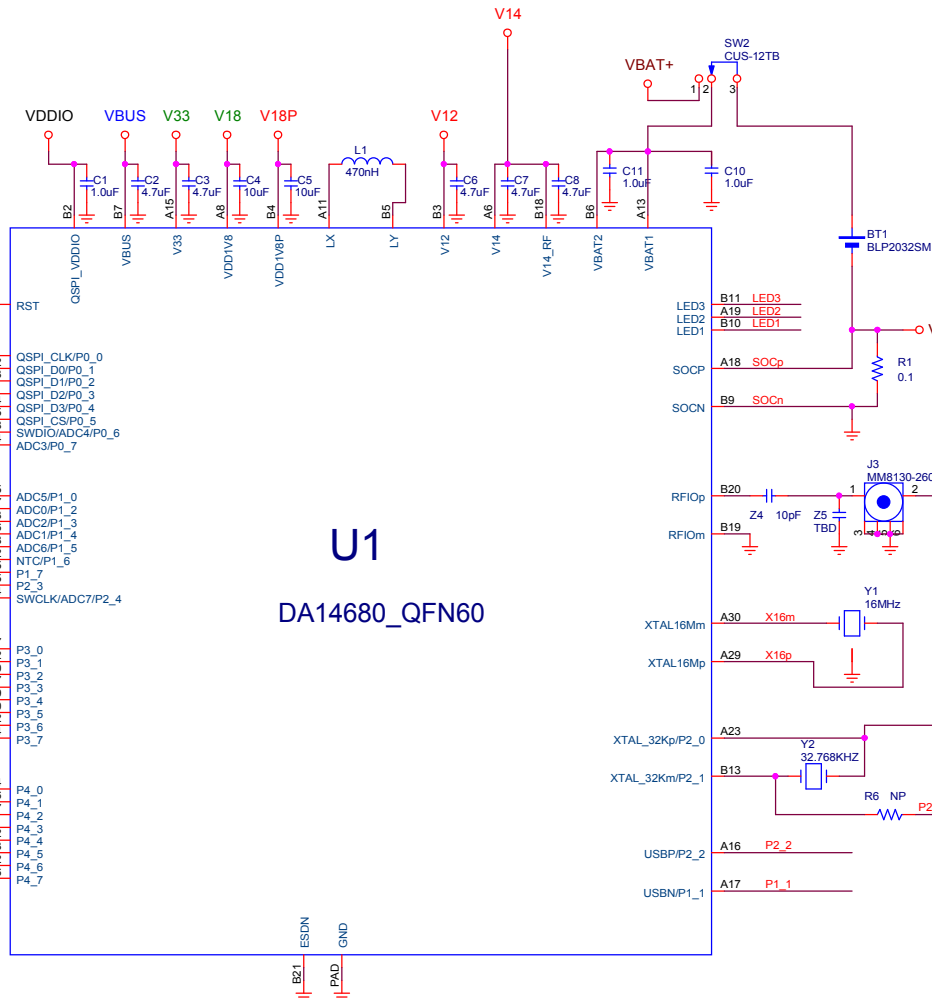 V14
SW2
CUS-12TB
VBAT+
1 2 3
VDDIO VBUS V33 V18 V18P V12
L1
470nH
C1
1.0uF
C2
4.7uF
C3
4.7uF
C4
10uF
C5
10uF
C6
4.7uF
C7
4.7uF
C8
4.7uF
C11
1.0uF
C10
1.0uF
B2 B7 A15 A8 B4 A11 B5 B3 A6 B18 B6 A13
QSPI_VDDIO VBUS V33 VDD1V8 VDD1V8P LX LY V12 V14 V14_RF VBAT2 VBAT1
BT1
BLP2032SM
RST
QSPI_CLK/P0_0
QSPI_D0/P0_1
QSPI_D1/P0_2
QSPI_D2/P0_3
QSPI_D3/P0_4
QSPI_CS/P0_5
SWDIO/ADC4/P0_6
ADC3/P0_7
ADC5/P1_0
ADC0/P1_2
ADC2/P1_3
ADC1/P1_4
ADC6/P1_5
NTC/P1_6
P1_7
P2_3
SWCLK/ADC7/P2_4
P3_0
P3_1
P3_2
P3_3
P3_4
P3_5
P3_6
P3_7
P4_0
P4_1
P4_2
P4_3
P4_4
P4_5
P4_6
P4_7
U1
DA14680_QFN60
LED3 B11 LED3
LED2 A19 LED2
LED1 B10 LED1
SOCP A18 SOCp
SOCN B9 SOCn
R1
0.1
V
RFIOp B20
Z4 10pF
Z5
TBD
J3
MM8130-260
1 2
3 4 5 6
RFIOm B19
XTAL16Mm A30 X16m
Y1
16MHz
XTAL16Mp A29 X16p
XTAL_32Kp/P2_0 A23
Y2
32.768KHZ
XTAL_32Km/P2_1 B13
R6 NP
P2
USBP/P2_2 A16 P2_2
USBN/P1_1 A17 P1_1
ESDN GND
B21 PAD